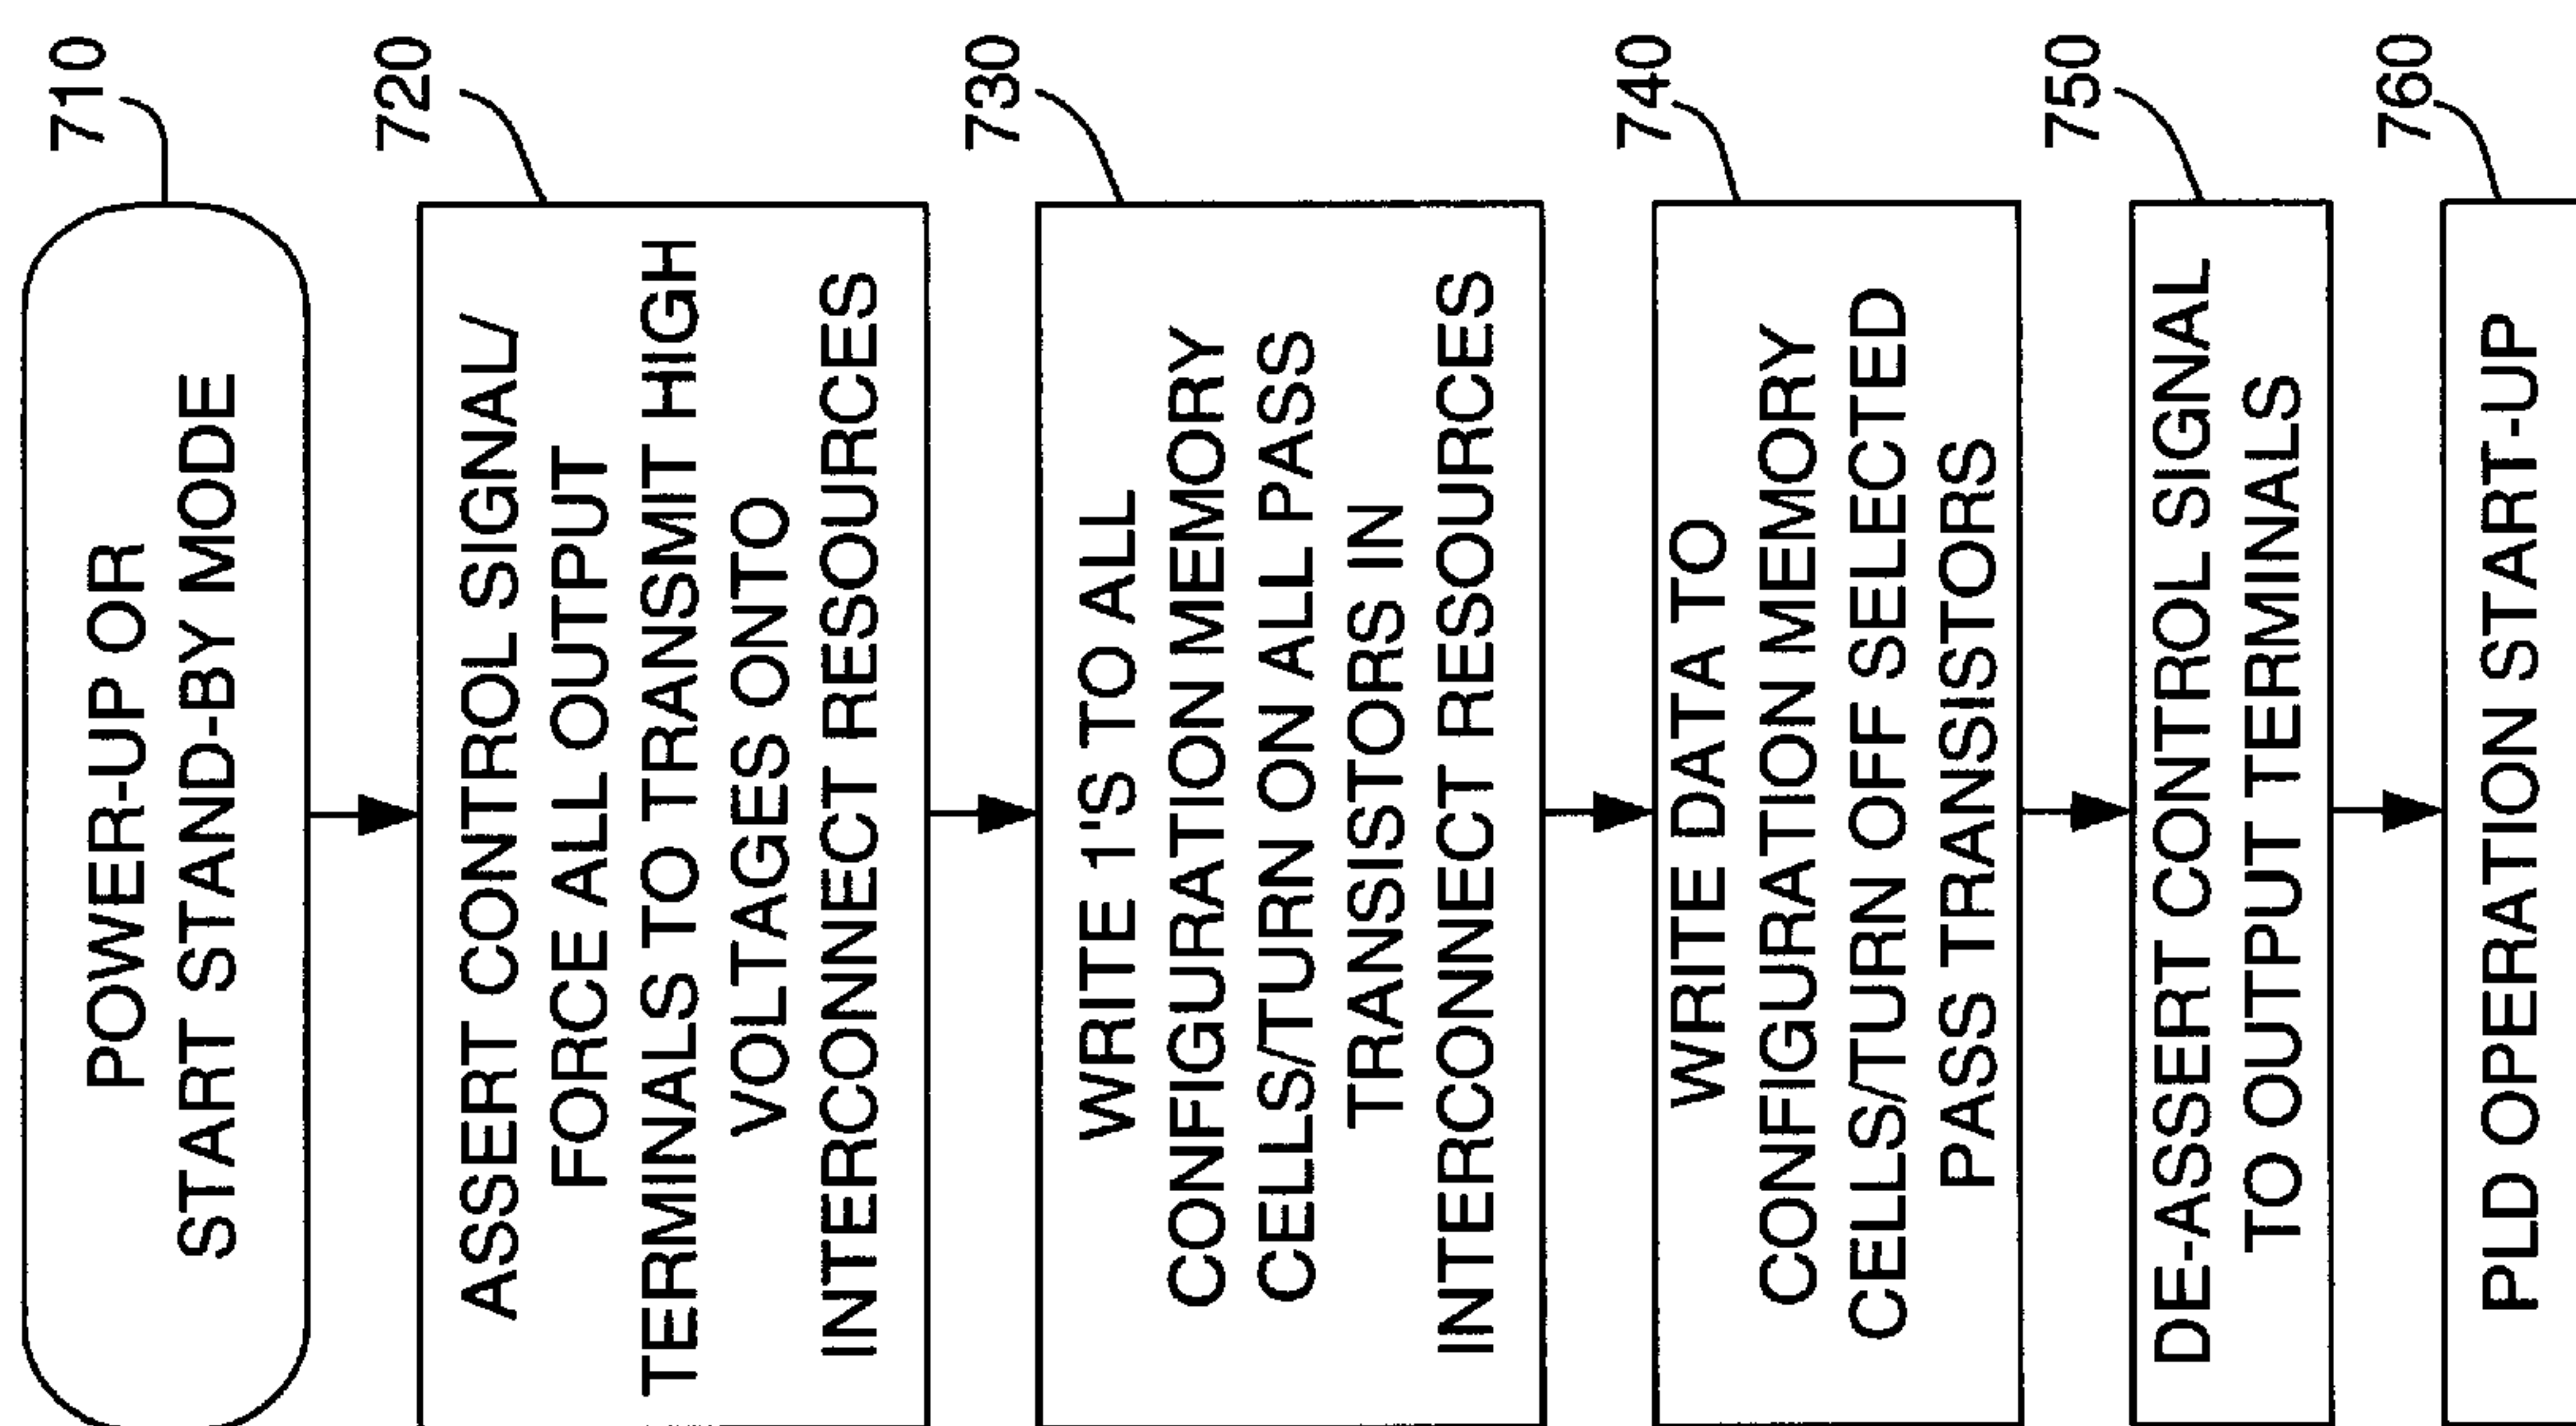 710
POWER-UP OR
START STAND-BY MODE
720
ASSERT CONTROL SIGNAL/
FORCE ALL OUTPUT
TERMINALS TO TRANSMIT HIGH
VOLTAGES ONTO
INTERCONNECT RESOURCES
730
WRITE 1'S TO ALL
CONFIGURATION MEMORY
CELLS/TURN ON ALL PASS
TRANSISTORS IN
INTERCONNECT RESOURCES
740
WRITE DATA TO
CONFIGURATION MEMORY
CELLS/TURN OFF SELECTED
PASS TRANSISTORS
750
DE-ASSERT CONTROL SIGNAL
TO OUTPUT TERMINALS
760
PLD OPERATION START-UP